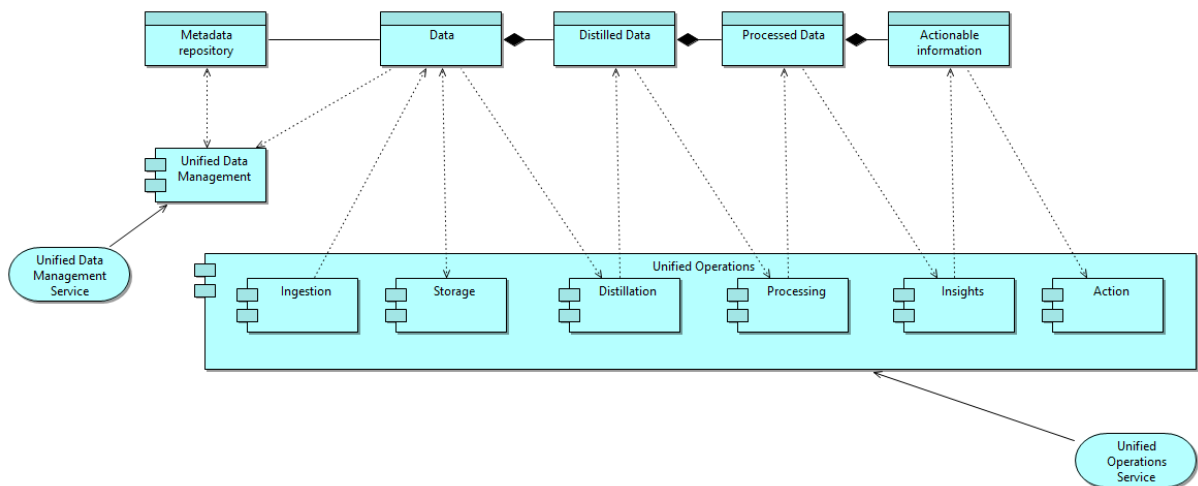 Metadata
repository
Data
Distilled Data
Processed Data
Actionable
information
Unified Data
Management
Unified Data
Management
Service
Unified Operations
Ingestion
Storage
Distillation
Processing
Insights
Action
Unified
Operations
Service